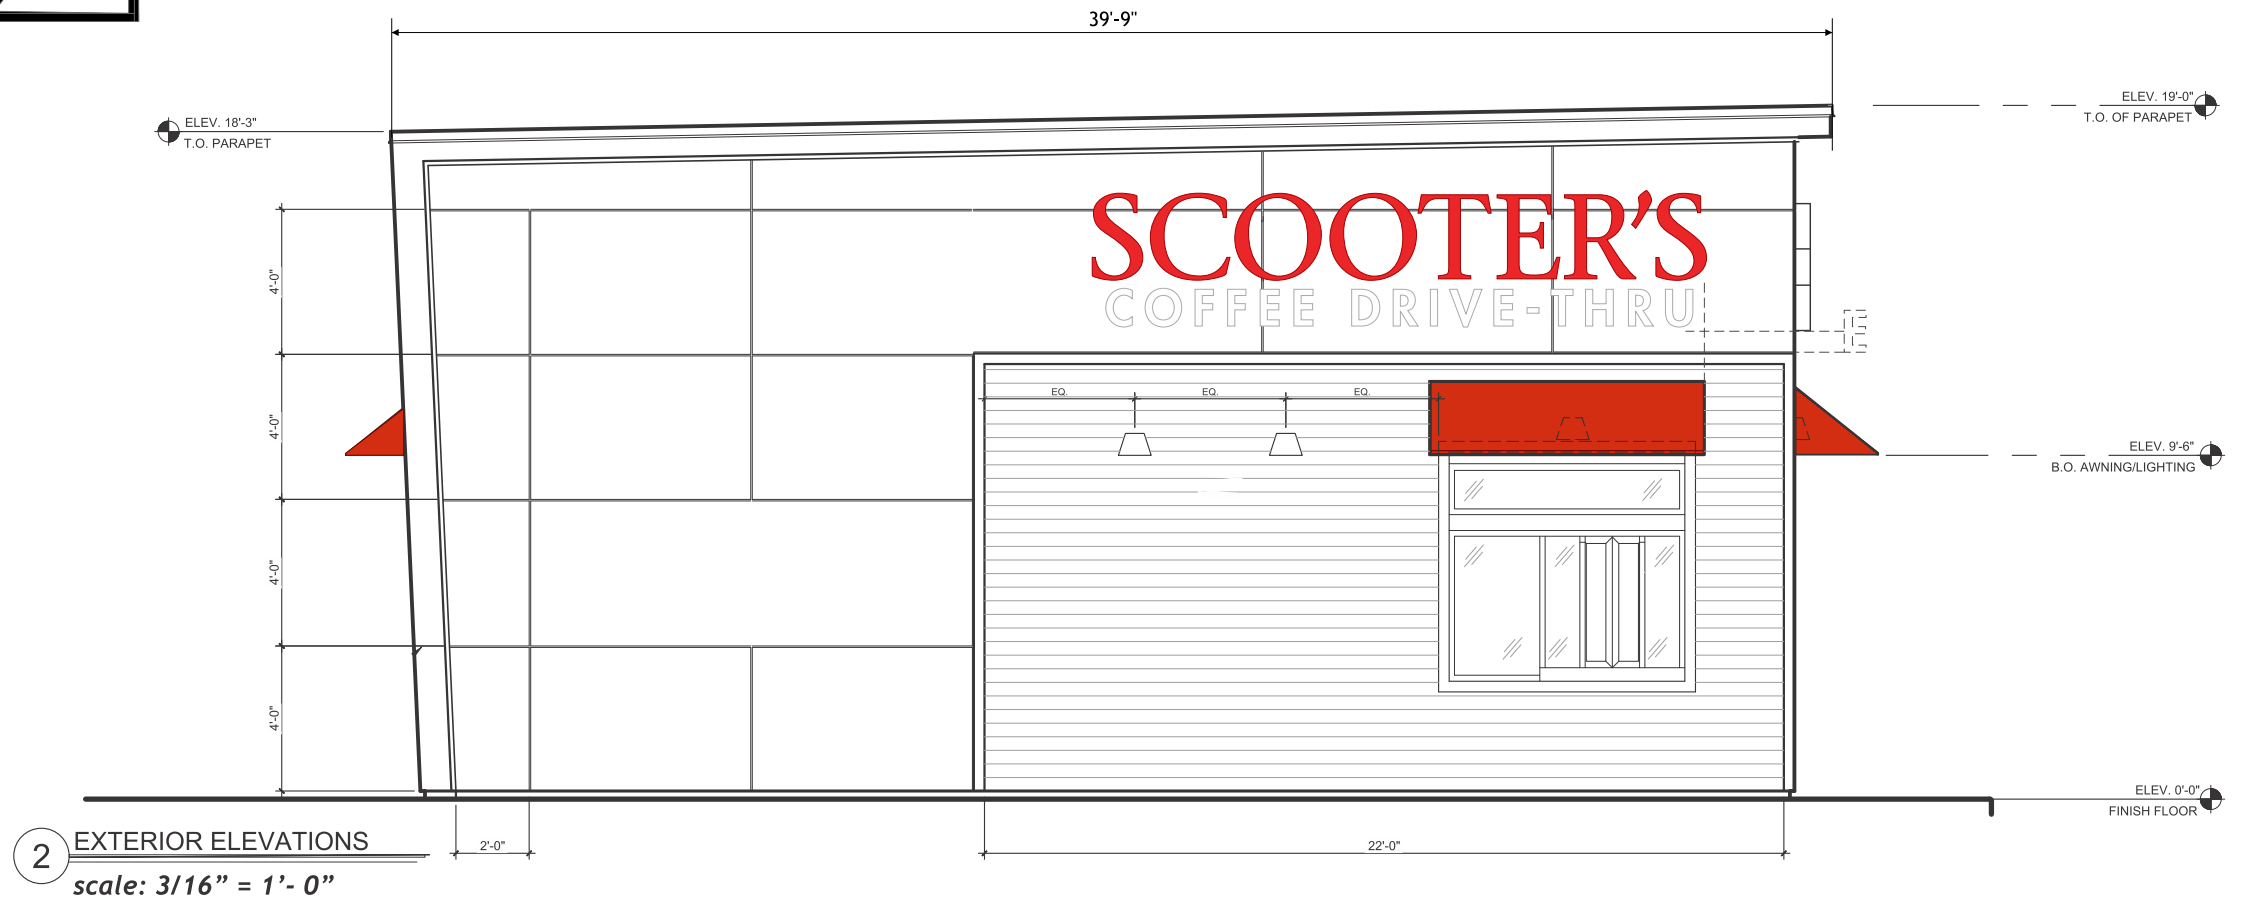 39'-9"
ELEV. 18'-3"
T.O. PARAPET
ELEV. 19'-0"
T.O. OF PARAPET
SCOOTER'S
COFFEE DRIVE-THRU
4'-0"
4'-0"
4'-0"
4'-0"
EQ.
EQ.
EQ.
ELEV. 9'-6"
B.O. AWNING/LIGHTING
ELEV. 0'-0"
FINISH FLOOR
2'-0"
22'-0"
2
EXTERIOR ELEVATIONS
scale: 3/16” = 1’- 0”